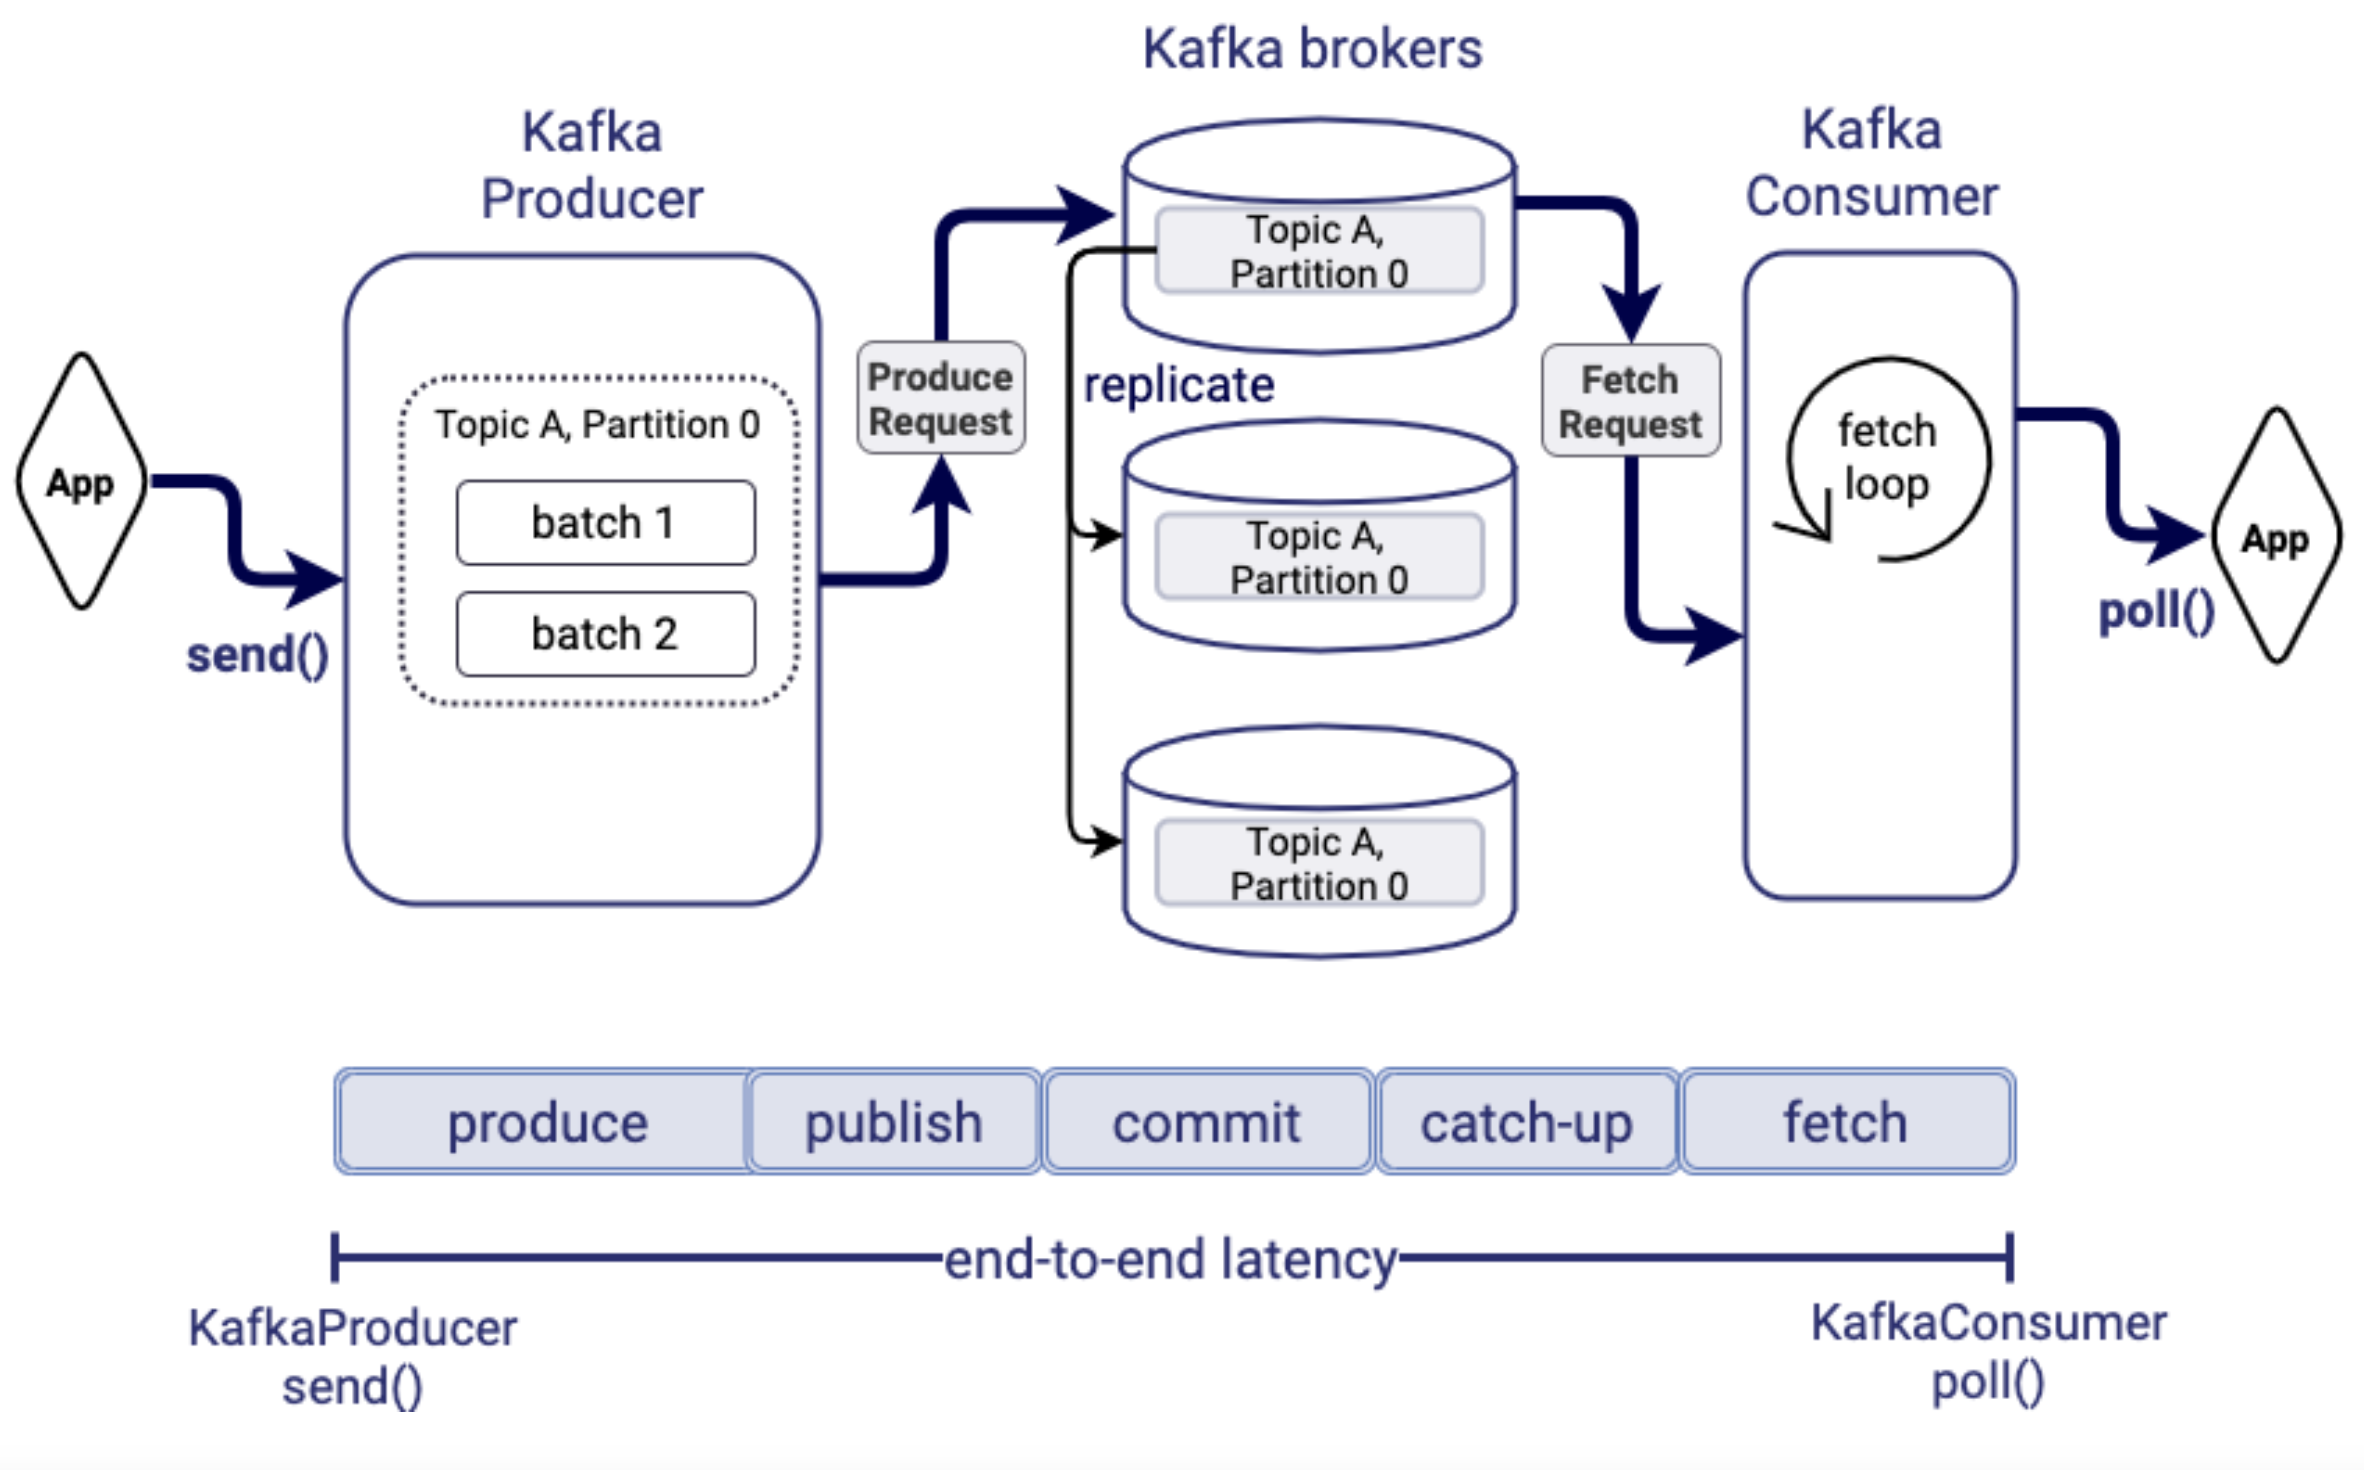 Kafka brokers
Kafka
Producer
Kafka
Consumer
App
send()
Topic A, Partition 0
batch 1
batch 2
Produce
Request
Topic A,
Partition 0
replicate
Topic A,
Partition 0
Topic A,
Partition 0
Fetch
Request
fetch
loop
App
poll()
produce
publish
commit
catch-up
fetch
end-to-end latency
KafkaProducer
send()
KafkaConsumer
poll()